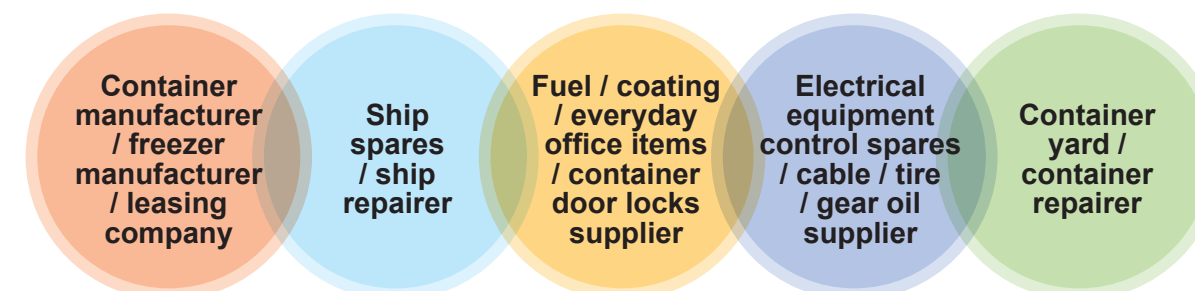 Container
manufacturer
/ freezer
manufacturer
/ leasing
company
Ship
spares
/ ship
repairer
Fuel / coating
/ everyday
office items
/ container
door locks
supplier
Electrical
equipment
control spares
/ cable / tire
/ gear oil
supplier
Container
yard /
container
repairer